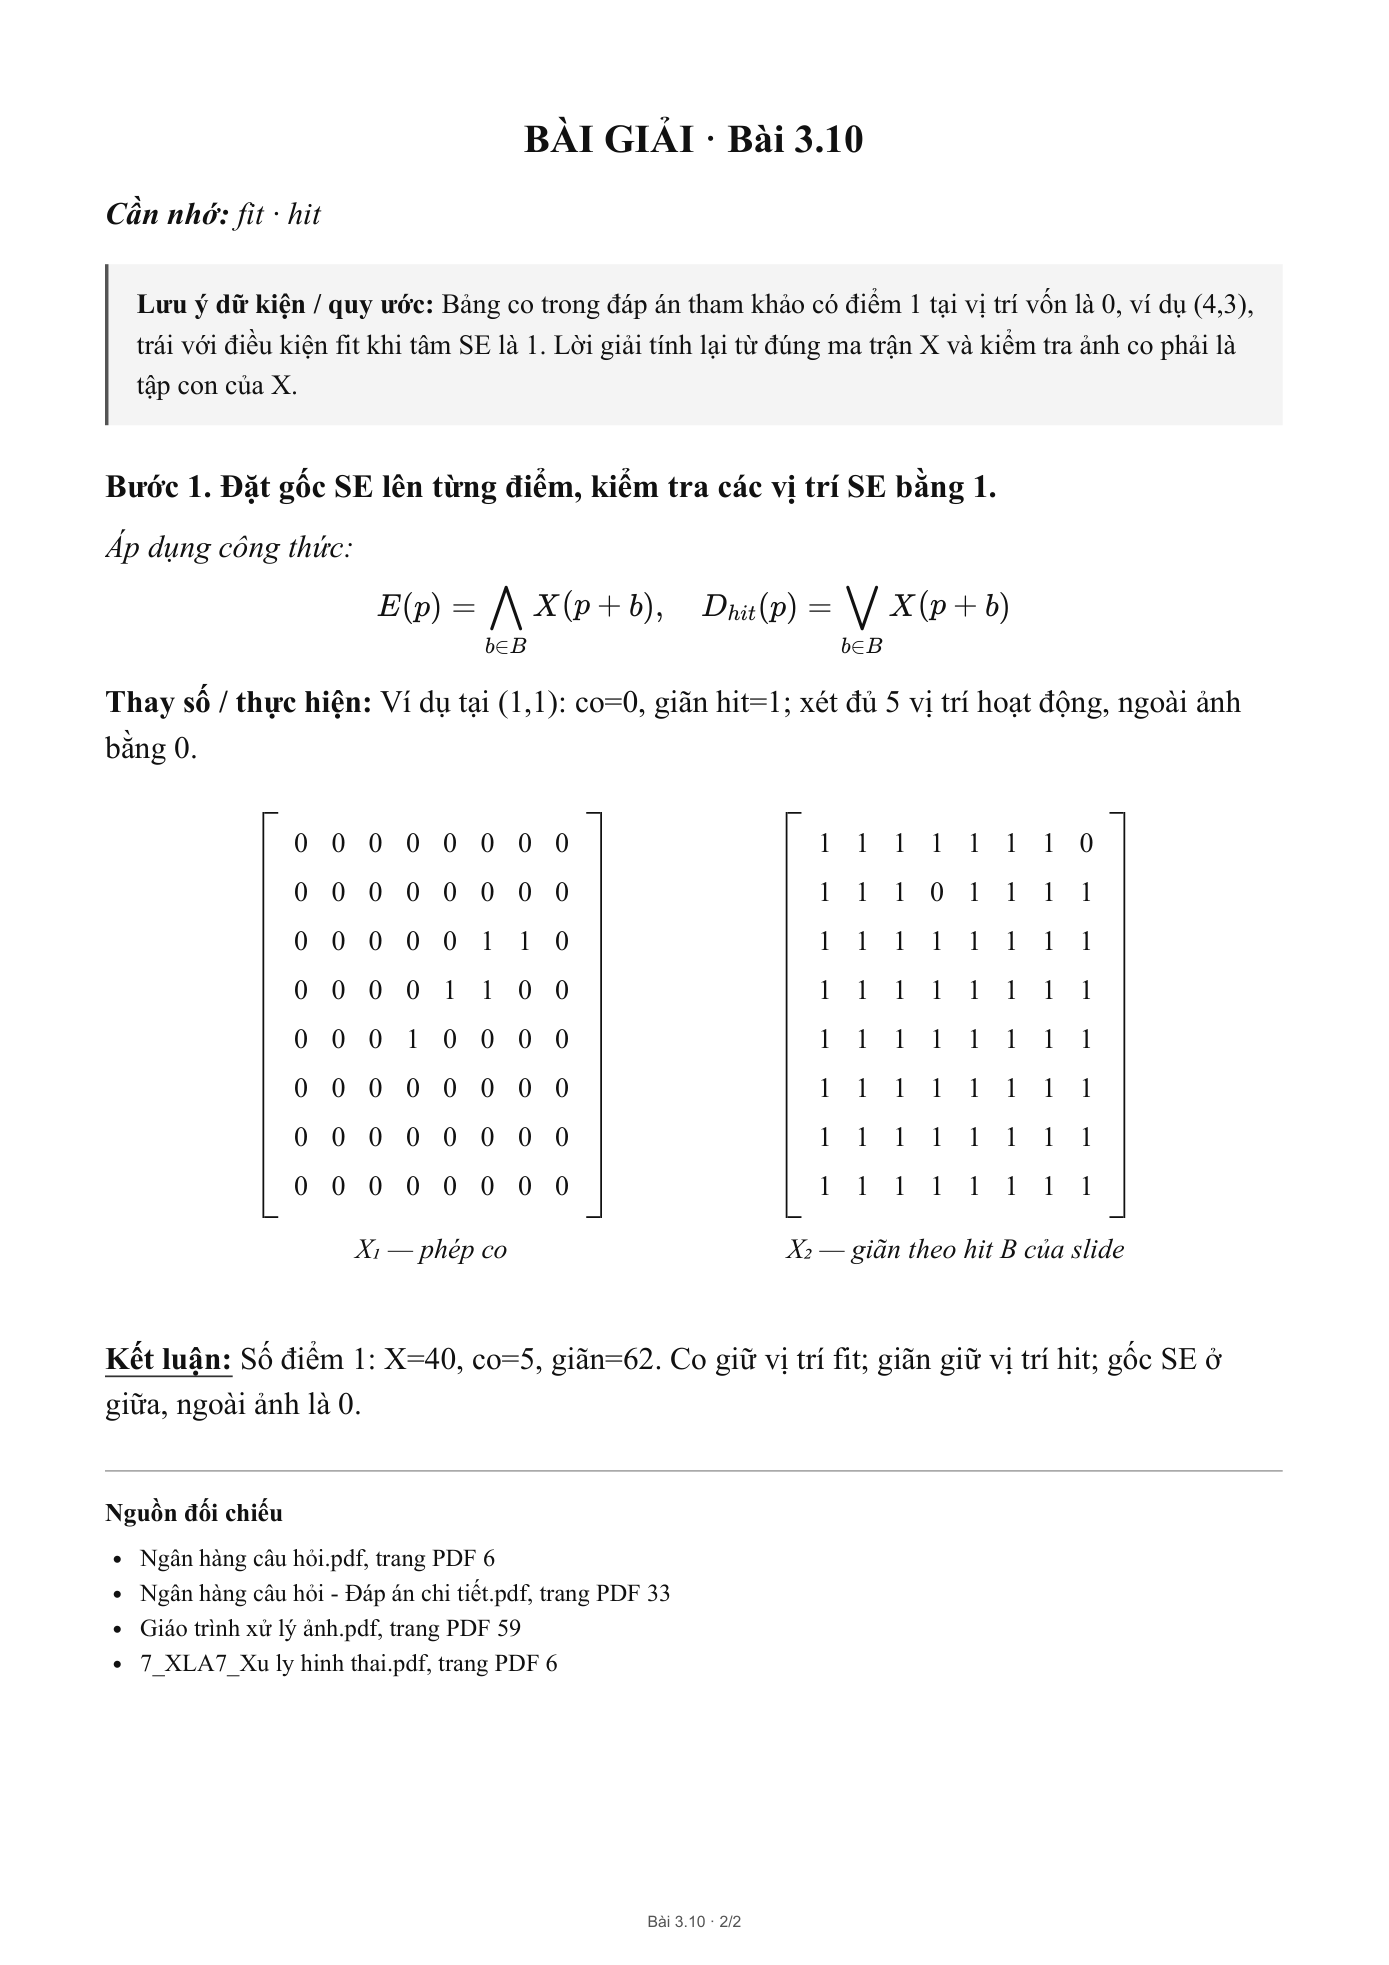 BÀI GIẢI · Bài 3.10
Cần nhớ: fit · hit
Lưu ý dữ kiện / quy ước: Bảng co trong đáp án tham khảo có điểm 1 tại vị trí vốn là 0, ví dụ (4,3),
trái với điều kiện fit khi tâm SE là 1. Lời giải tính lại từ đúng ma trận X và kiểm tra ảnh co phải là
tập con của X.
Bước 1. Đặt gốc SE lên từng điểm, kiểm tra các vị trí SE bằng 1.
Áp dụng công thức:
E(p) = ⋀_{b∈B} X(p + b), D_{hit}(p) = ⋁_{b∈B} X(p + b)
Thay số / thực hiện: Ví dụ tại (1,1): co=0, giãn hit=1; xét đủ 5 vị trí hoạt động, ngoài ảnh
bằng 0.
0 0 0 0 0 0 0 0
0 0 0 0 0 0 0 0
0 0 0 0 0 1 1 0
0 0 0 0 1 1 0 0
0 0 0 1 0 0 0 0
0 0 0 0 0 0 0 0
0 0 0 0 0 0 0 0
0 0 0 0 0 0 0 0
X₁ — phép co
1 1 1 1 1 1 1 0
1 1 1 0 1 1 1 1
1 1 1 1 1 1 1 1
1 1 1 1 1 1 1 1
1 1 1 1 1 1 1 1
1 1 1 1 1 1 1 1
1 1 1 1 1 1 1 1
1 1 1 1 1 1 1 1
X₂ — giãn theo hit B của slide
Kết luận: Số điểm 1: X=40, co=5, giãn=62. Co giữ vị trí fit; giãn giữ vị trí hit; gốc SE ở
giữa, ngoài ảnh là 0.
Nguồn đối chiếu
• Ngân hàng câu hỏi.pdf, trang PDF 6
• Ngân hàng câu hỏi - Đáp án chi tiết.pdf, trang PDF 33
• Giáo trình xử lý ảnh.pdf, trang PDF 59
• 7_XLA7_Xu ly hinh thai.pdf, trang PDF 6
Bài 3.10 · 2/2